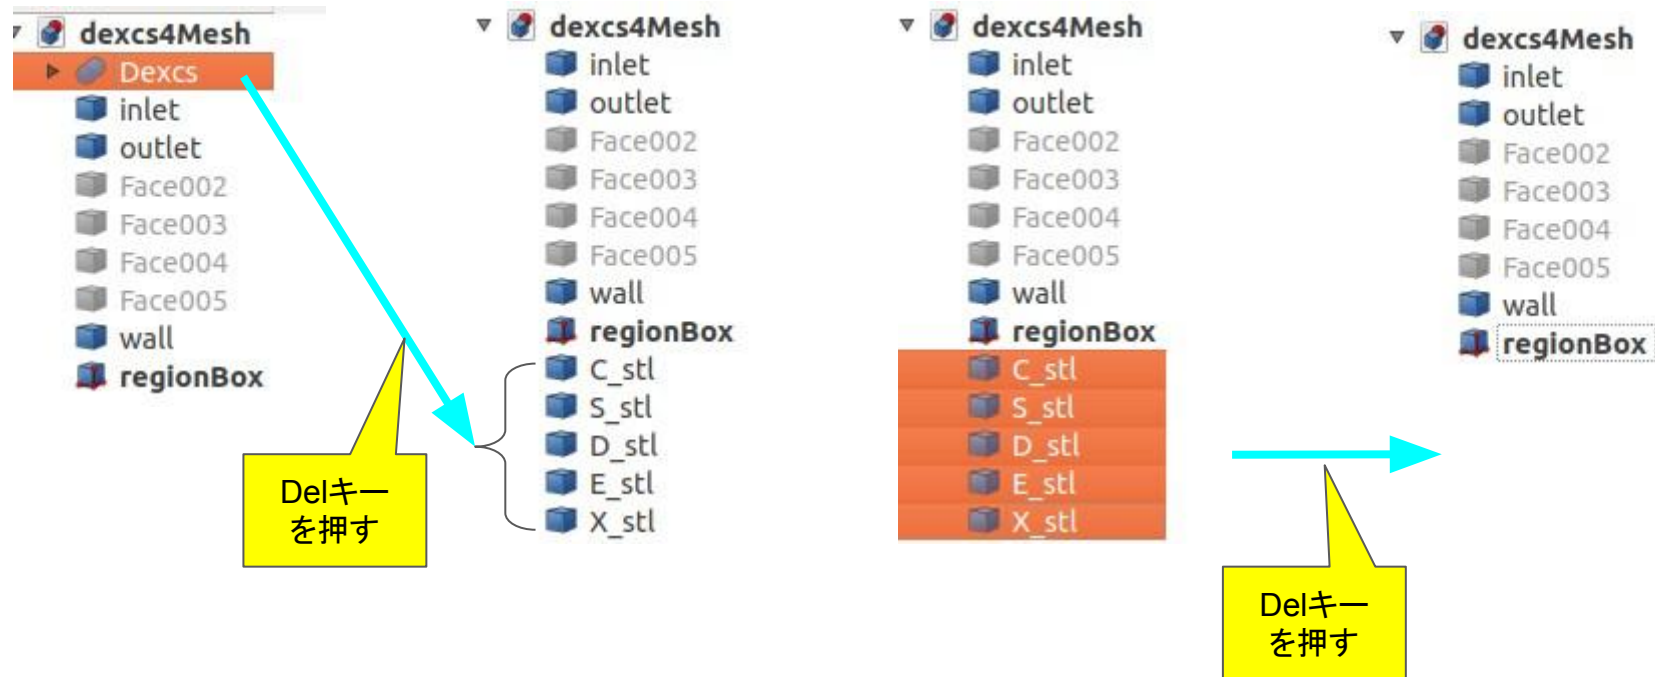 dexcs4Mesh
Dexcs
inlet
outlet
Face002
Face003
Face004
Face005
wall
regionBox
Delキー
を押す
dexcs4Mesh
inlet
outlet
Face002
Face003
Face004
Face005
wall
regionBox
C_stl
S_stl
D_stl
E_stl
X_stl
dexcs4Mesh
inlet
outlet
Face002
Face003
Face004
Face005
wall
regionBox
C_stl
S_stl
D_stl
E_stl
X_stl
Delキー
を押す
dexcs4Mesh
inlet
outlet
Face002
Face003
Face004
Face005
wall
regionBox